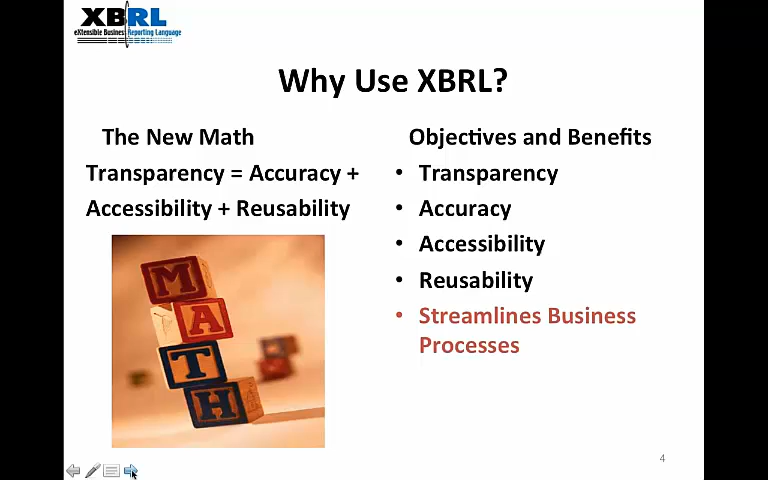 XBRL
eXtensible Business Reporting Language
Why Use XBRL?
The New Math
Transparency = Accuracy +
Accessibility + Reusability
M
A
T
H
Objectives and Benefits
• Transparency
• Accuracy
• Accessibility
• Reusability
• Streamlines Business
Processes
4